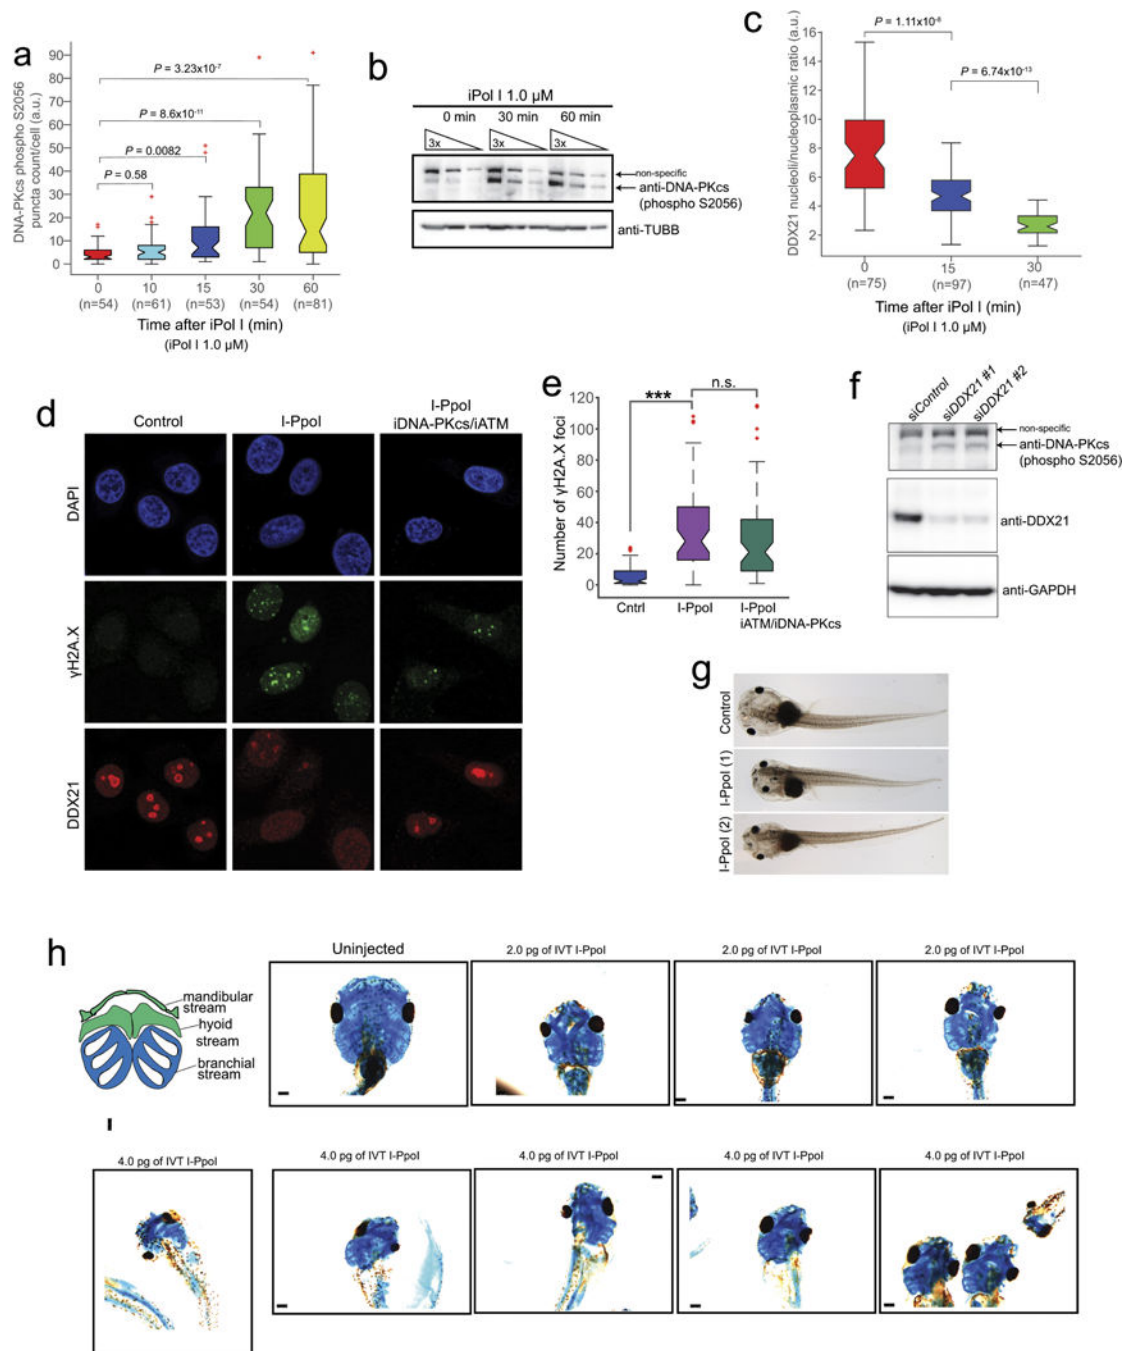 a
DNA-PKcs phospho S2056
puncta count/cell (a.u.)
90
80
70
60
50
40
30
20
10
0
P = 3.23x10-7
P = 8.6x10-11
P = 0.0082
P = 0.58
0 10 15 30 60
(n=54) (n=61) (n=53) (n=54) (n=81)
Time after iPol I (min)
(iPol I 1.0 μM)
b
iPol I 1.0 μM
0 min 30 min 60 min
3x 3x 3x
non-specific
anti-DNA-PKcs
(phospho S2056)
anti-TUBB
c
DDX21 nucleoli/nucleoplasmic ratio (a.u.)
16
14
12
10
8
6
4
2
P = 1.11x10-6
P = 6.74x10-13
0 15 30
(n=75) (n=97) (n=47)
Time after iPol I (min)
(iPol I 1.0 μM)
d
Control I-PpoI I-PpoI
iDNA-PKcs/iATM
DAPI
γH2A.X
DDX21
e
Number of γH2A.X foci
120
100
80
60
40
20
0
***
n.s.
Cntrl I-PpoI I-PpoI
iATM/iDNA-PKcs
f
siControl
siDDX21 #1
siDDX21 #2
non-specific
anti-DNA-PKcs
(phospho S2056)
anti-DDX21
anti-GAPDH
g
Control
I-PpoI (1)
I-PpoI (2)
h
mandibular
stream
hyoid
stream
branchial
stream
Uninjected 2.0 pg of IVT I-PpoI 2.0 pg of IVT I-PpoI 2.0 pg of IVT I-PpoI
4.0 pg of IVT I-PpoI 4.0 pg of IVT I-PpoI 4.0 pg of IVT I-PpoI 4.0 pg of IVT I-PpoI 4.0 pg of IVT I-PpoI